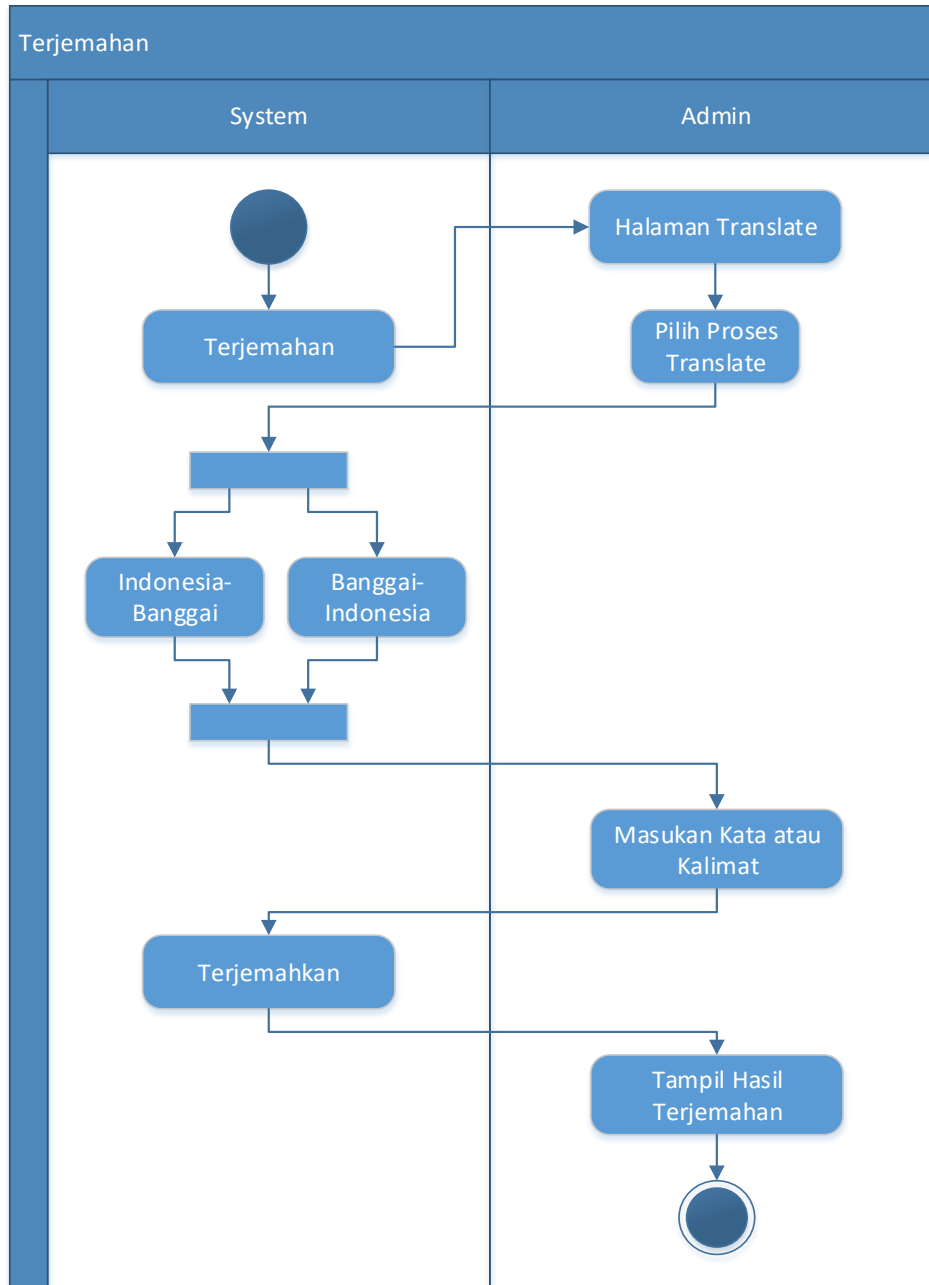 Terjemahan
System
Admin
Halaman Translate
Terjemahan
Pilih Proses
Translate
Indonesia-
Banggai
Banggai-
Indonesia
Masukan Kata atau
Kalimat
Terjemahkan
Tampil Hasil
Terjemahan